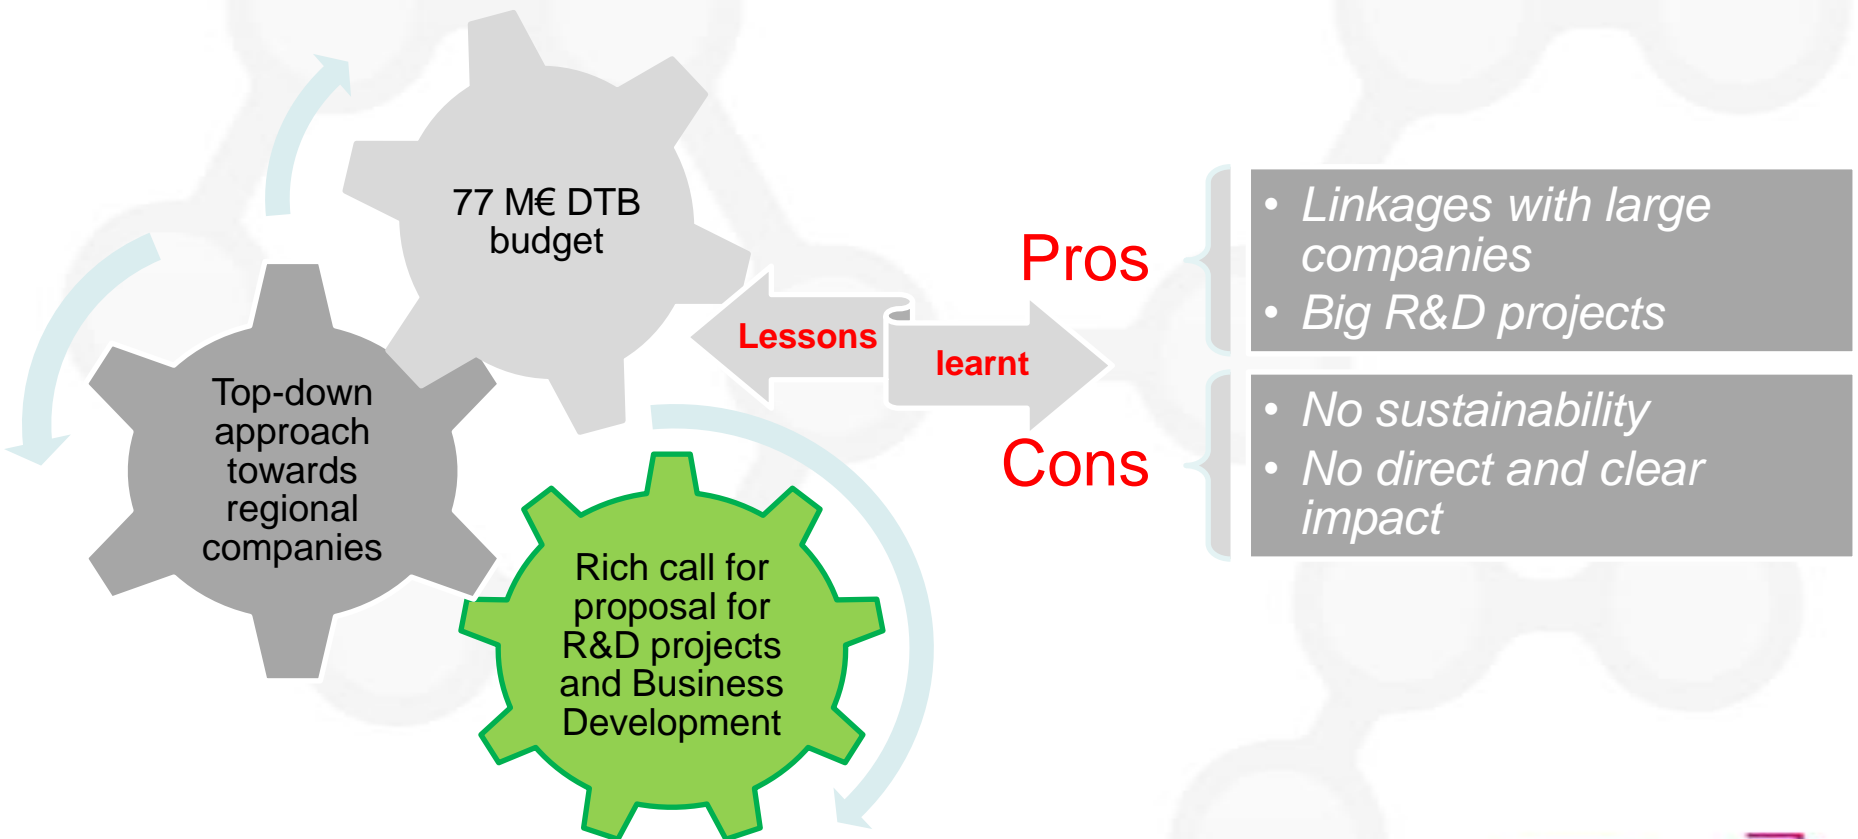 77 M€ DTB
budget
Top-down
approach
towards
regional
companies
Rich call for
proposal for
R&D projects
and Business
Development
Lessons
learnt
Pros
• Linkages with large
companies
• Big R&D projects
Cons
• No sustainability
• No direct and clear
impact